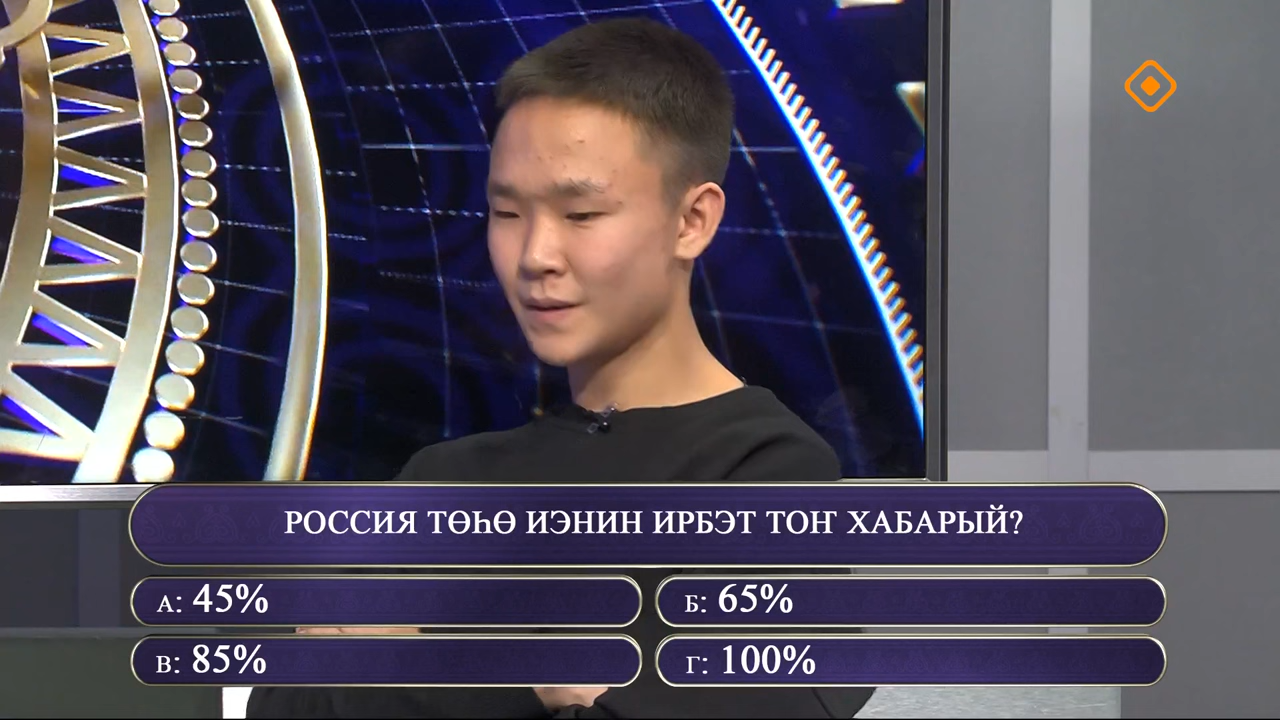 РОССИЯ ТӨҺӨ ИЭНИН ИРБЭТ ТОҤ ХАБАРЫЙ?
А: 45%
Б: 65%
В: 85%
Г: 100%